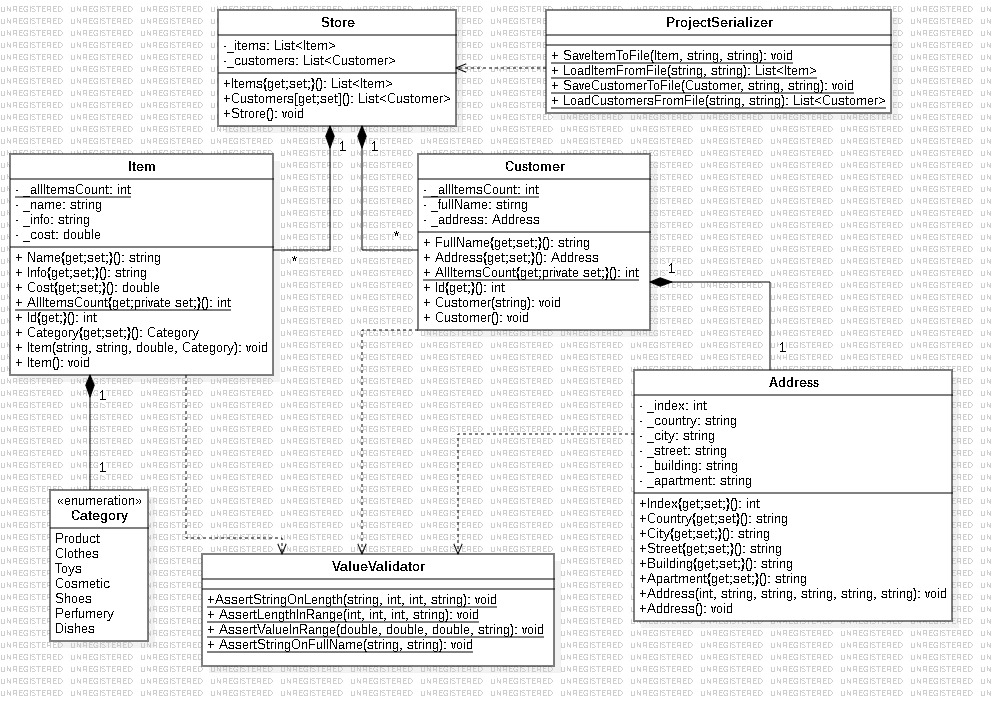 Store
- _items: List<Item>
-_customers: List<Customer>
+Items{get;set;}(): List<Item>
+Customers[get;set](): List<Customer>
+Strore(): void
ProjectSerializer
+ SaveItemToFile(Item, string, string): void
+ LoadItemFromFile(string, string): List<Item>
+ SaveCustomerToFile(Customer, string, string): void
+ LoadCustomersFromFile(string, string): List<Customer>
1
1
Item
- _allItemsCount: int
- _name: string
- _info: string
- _cost: double
+ Name{get;set;}(): string
+ Info{get;set;}(): string
+ Cost{get;set;}(): double
+ AllItemsCount{get;private set;}(): int
+ Id{get;}(): int
+ Category{get;set;}(): Category
+ Item(string, string, double, Category): void
+ Item(): void
*
*
Customer
- _allItemsCount: int
- _fullName: stirng
- _address: Address
+ FullName{get;set;}(): string
+ Address{get;set;}(): Address
+ AllItemsCount{get;private set;}(): int
+ Id{get;}(): int
+ Customer(string): void
+ Customer(): void
1
1
Address
- _index: int
- _country: string
- _city: string
- _street: string
- _building: string
- _apartment: string
+Index{get;set;}(): int
+Country{get;set}(): string
+City{get;set;}(): string
+Street{get;set;}(): string
+Building{get;set;}(): string
+Apartment{get;set;}(): string
+Address(int, string, string, string, string, string): void
+Address(): void
1
1
«enumeration»
Category
Product
Clothes
Toys
Cosmetic
Shoes
Perfumery
Dishes
ValueValidator
+AssertStringOnLength(string, int, int, string): void
+ AssertLengthInRange(int, int, int, string): void
+ AssertValueInRange(double, double, double, string): void
+ AssertStringOnFullName(string, string): void
UNREGISTERED